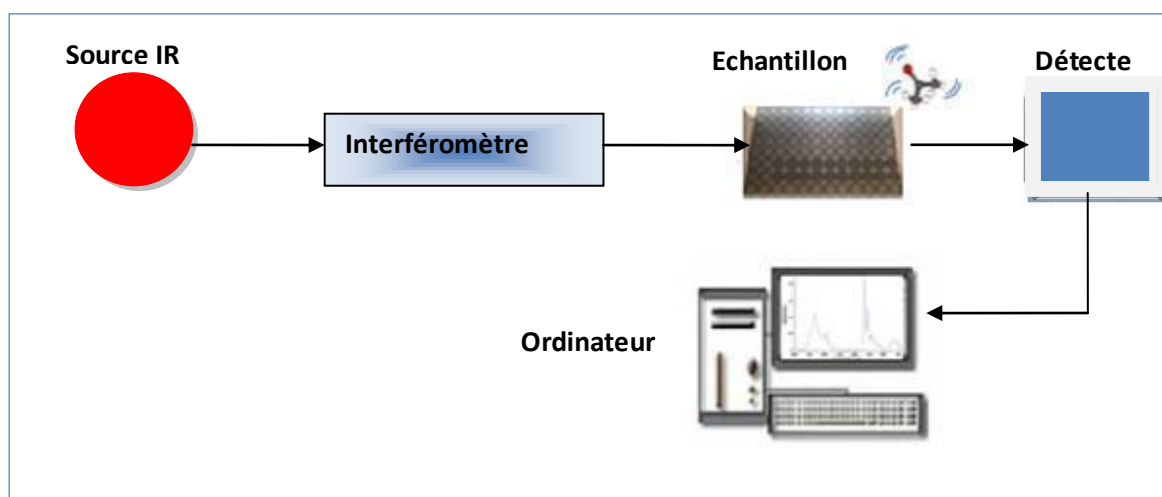 Source IR
Interféromètre
Echantillon
Détecte
Ordinateur